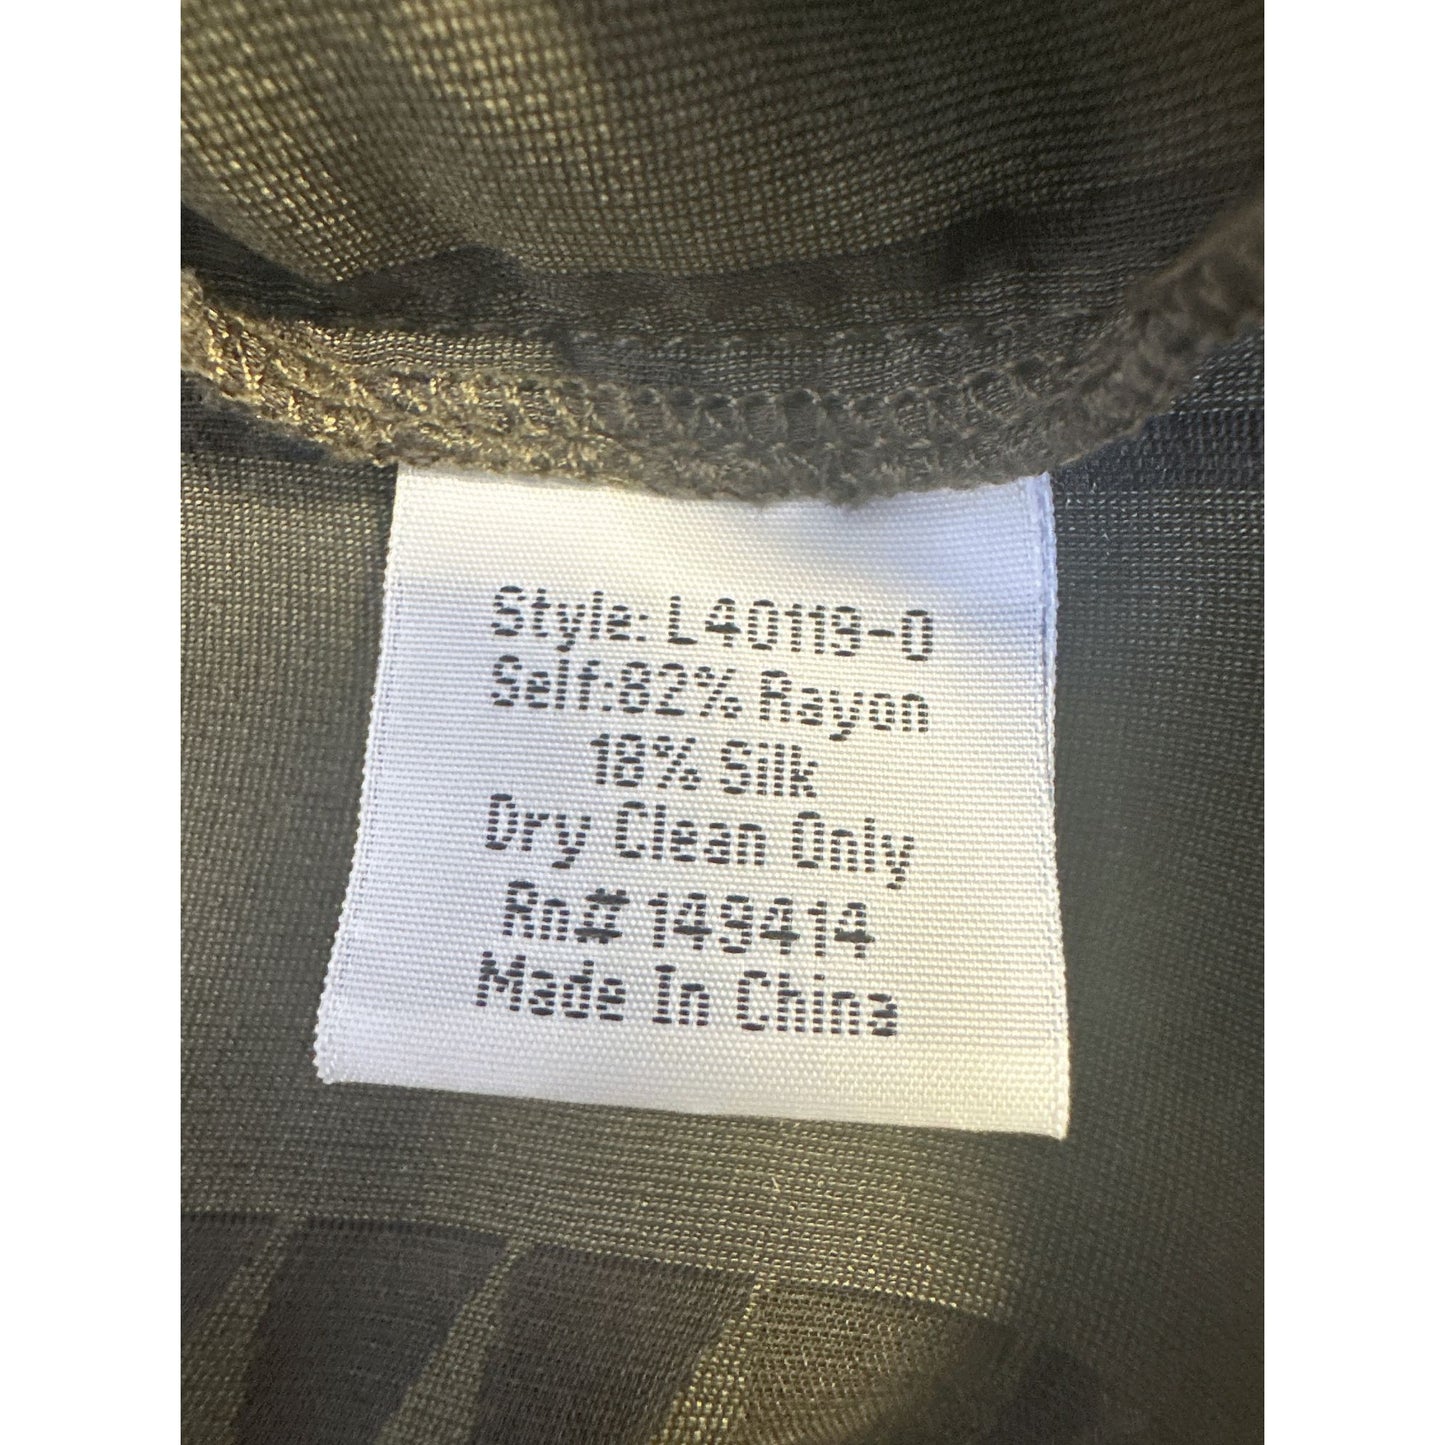 Style: L40119-0
Self:82% Rayon
18% Silk
Dry Clean Only
Rn# 149414
Made In China